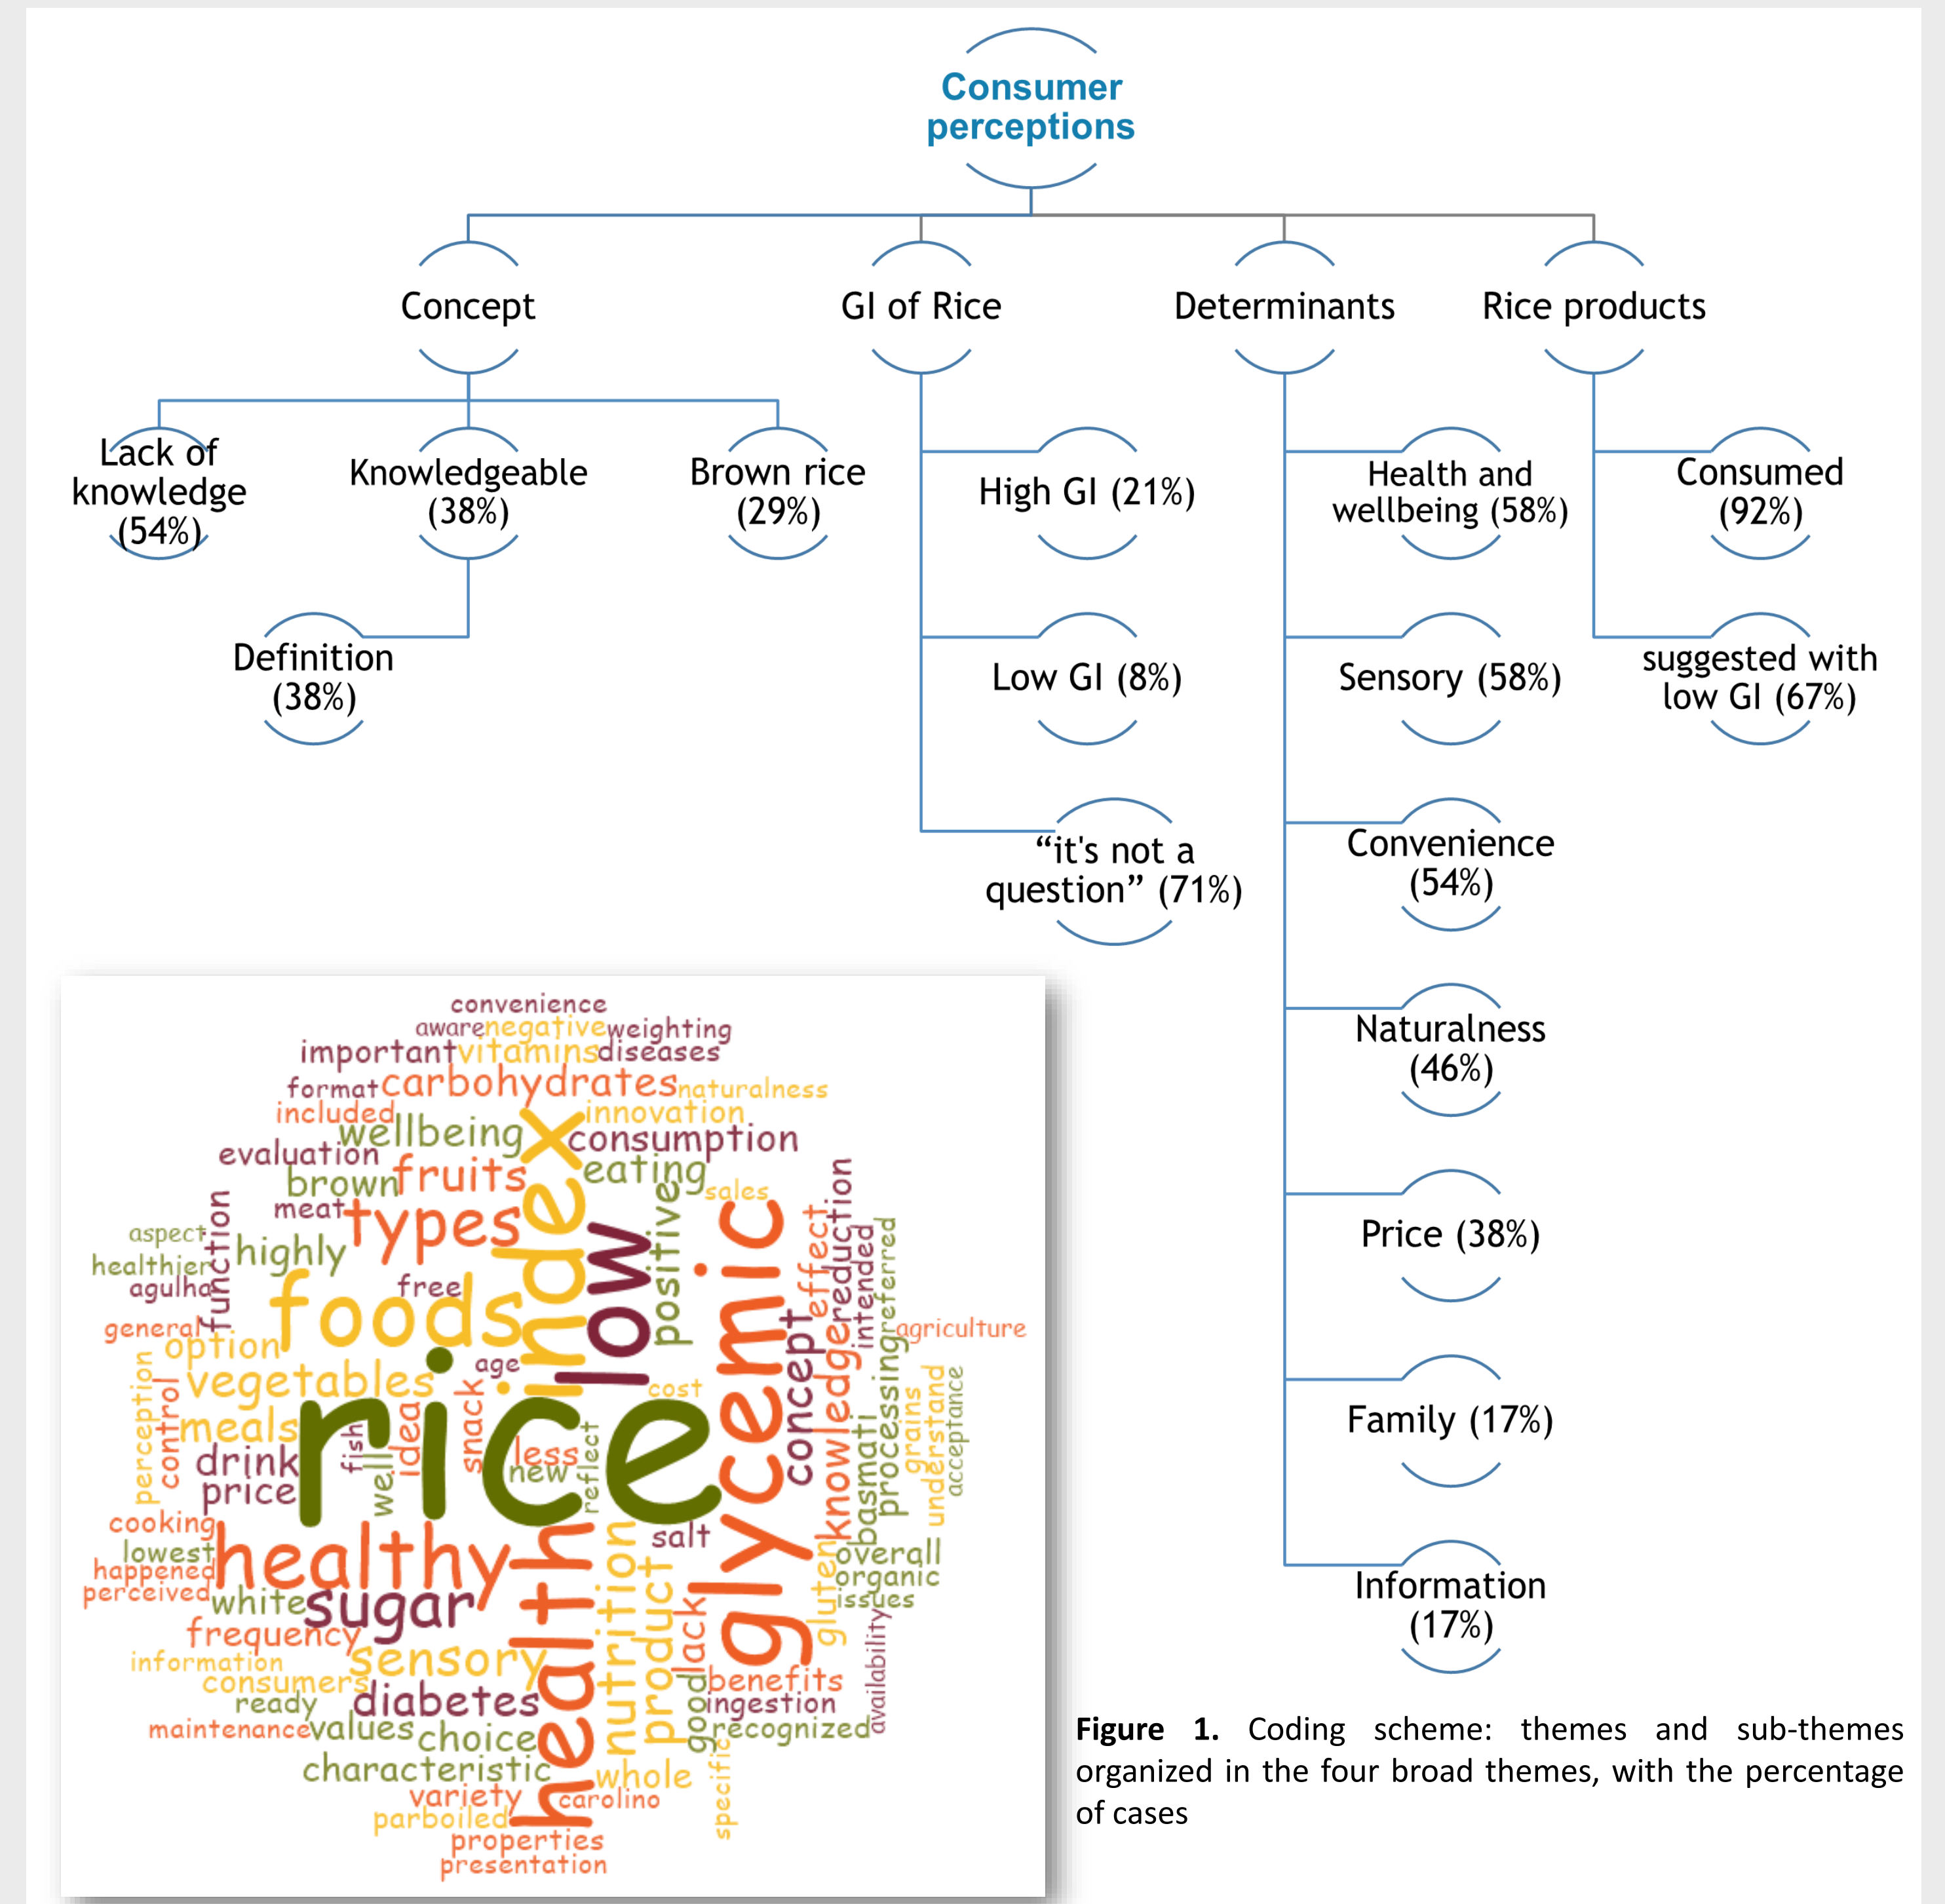 Consumer
perceptions
Concept
GI of Rice
Determinants
Rice products
Lack of
knowledge
(54%)
Knowledgeable
(38%)
Brown rice
(29%)
Definition
(38%)
High GI (21%)
Low GI (8%)
“it's not a
question” (71%)
Health and
wellbeing (58%)
Sensory (58%)
Convenience
(54%)
Naturalness
(46%)
Price (38%)
Family (17%)
Information
(17%)
Consumed
(92%)
suggested with
low GI (67%)
convenience
aware negative weighting
important vitamins diseases
format carbohydrates naturalness
included innovation
wellbeing consumption
evaluation
brown fruits eating
sales
meat types
aspect
healthier highly
agulha free
function
index
low
positive
glycemic
effect
reduction
intended
preferred
foods
general
option
agriculture
age
vegetables
cost
concept
knowledge
processing
perception
control
meals
rice
snack
fish
well
idea
less
new
reflect
basmati
grains
understand
acceptance
drink
price
cooking
lowest
happened
perceived
healthy
health
salt
gluten
overall
organic
issues
white sugar
nutrition
product
lack
frequency
information sensory
consumers
availability
ready diabetes
good
benefits
ingestion
recognized
maintenance values choice
characteristic whole
specific
variety carolino
parboiled
properties
presentation
Figure 1. Coding scheme: themes and sub-themes
organized in the four broad themes, with the percentage
of cases